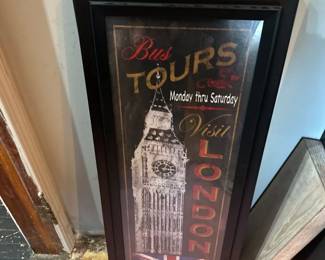 Bus
TOURS
Monday thru Saturday
Visit
LONDON